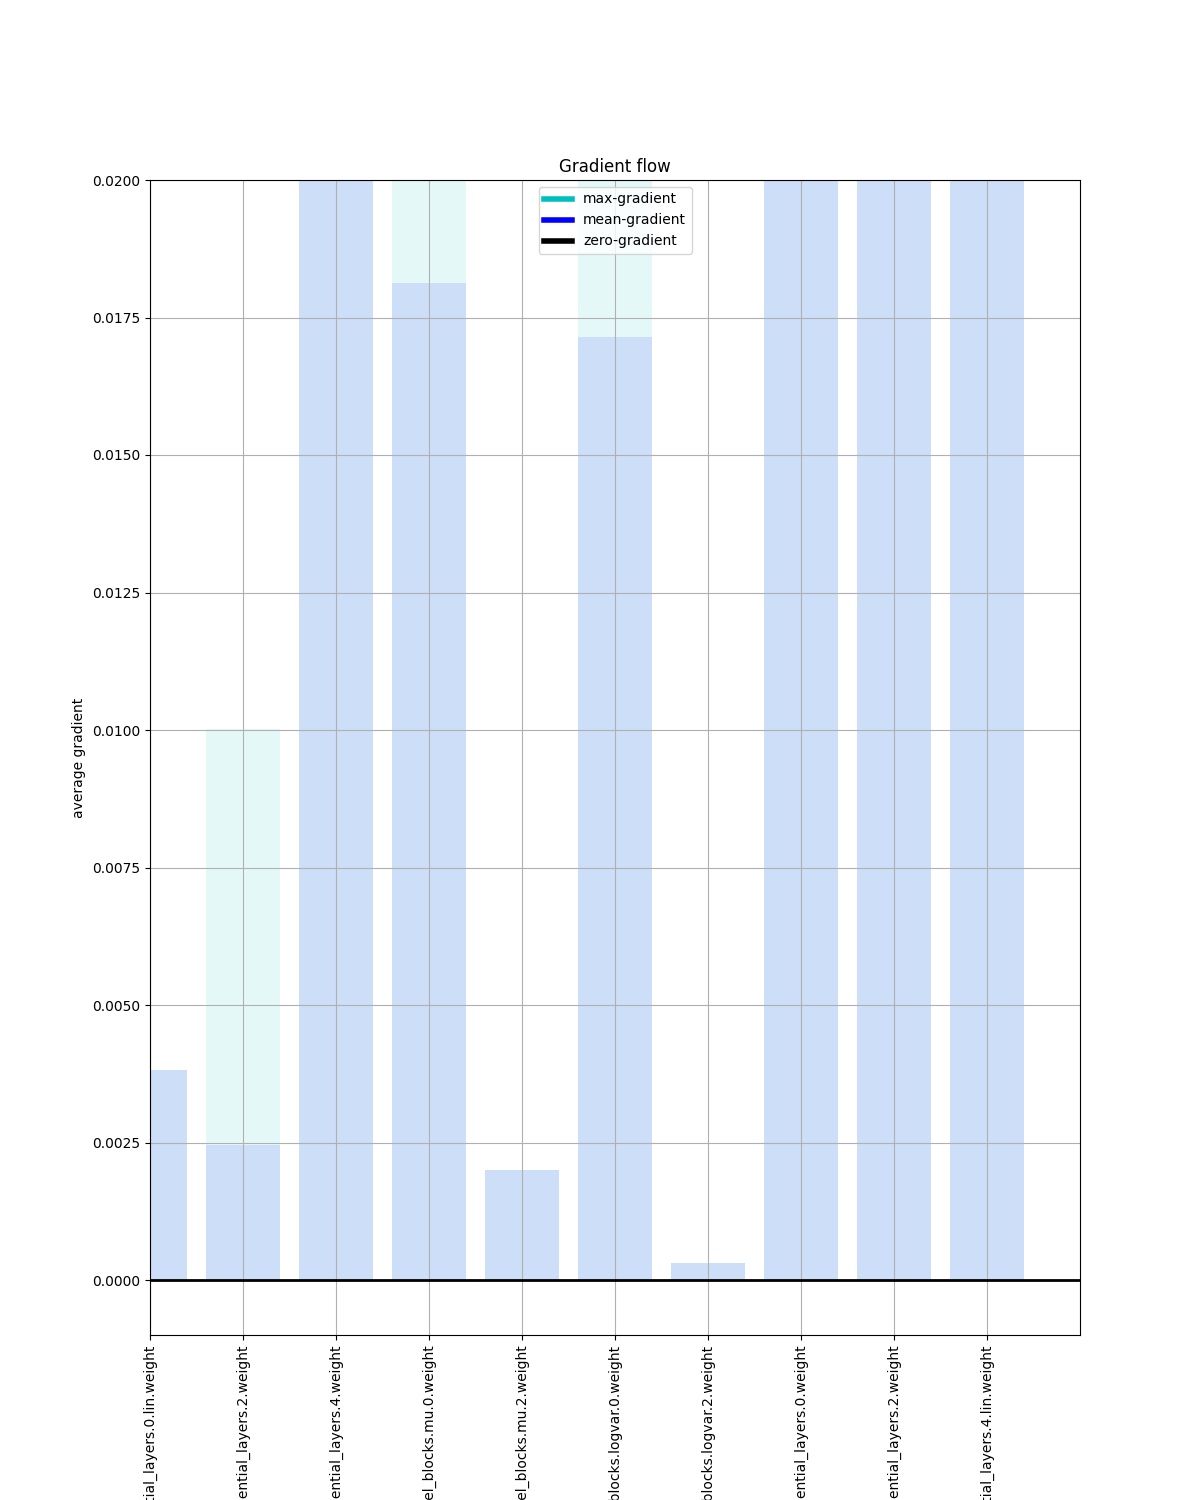 Gradient flow
max-gradient
mean-gradient
zero-gradient
0.0200
0.0175
0.0150
0.0125
0.0100
0.0075
0.0050
0.0025
0.0000
average gradient
tial_layers.0.lin.weight
ential_layers.2.weight
ential_layers.4.weight
el_blocks.mu.0.weight
el_blocks.mu.2.weight
blocks.logvar.0.weight
blocks.logvar.2.weight
ential_layers.0.weight
ential_layers.2.weight
tial_layers.4.lin.weight